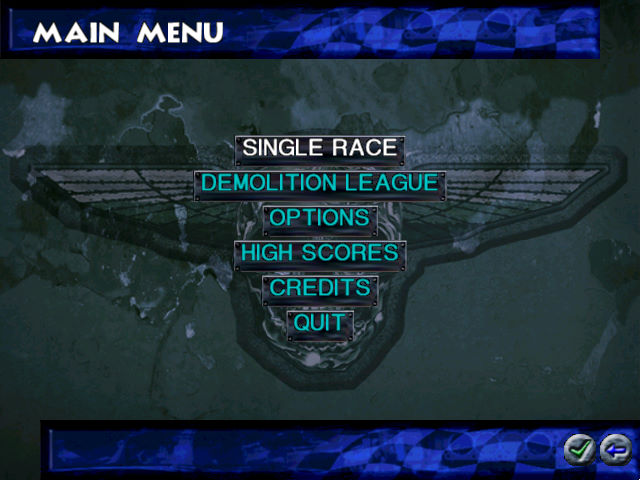 MAIN MENU
SINGLE RACE
DEMOLITION LEAGUE
OPTIONS
HIGH SCORES
CREDITS
QUIT